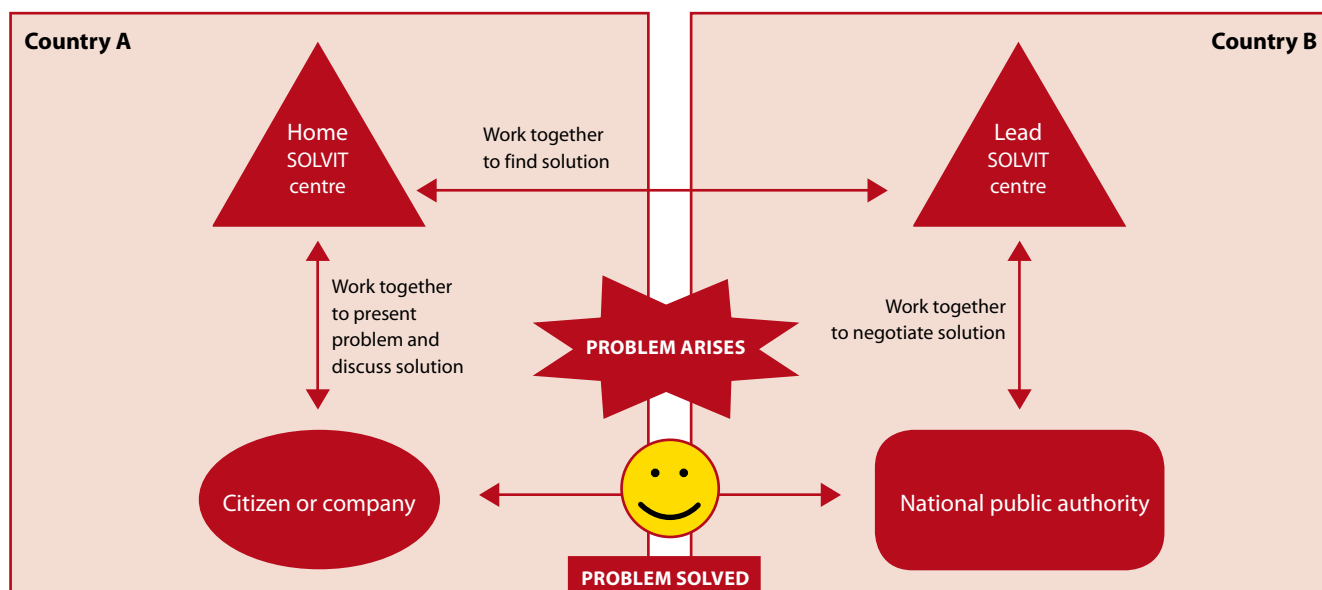 Country A
Country B
Home
SOLVIT
centre
Work together
to find solution
Lead
SOLVIT
centre
Work together
to present
problem and
discuss solution
PROBLEM ARISES
Work together
to negotiate solution
Citizen or company
National public authority
PROBLEM SOLVED